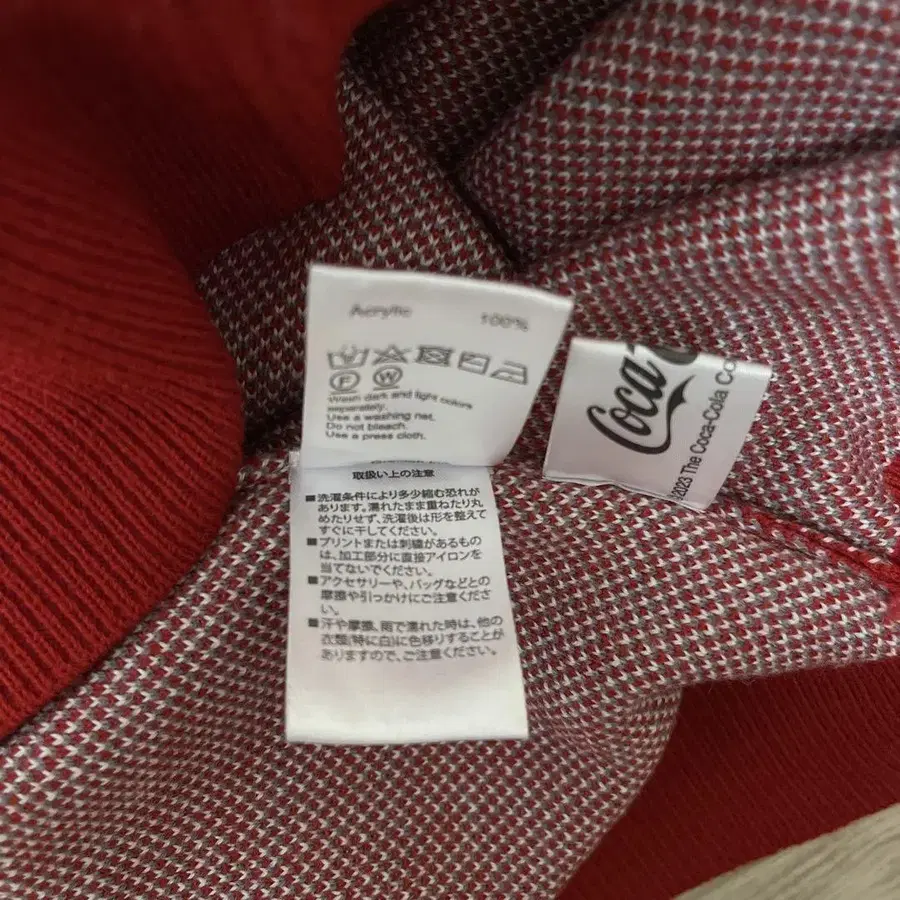 Acrylic 100%
F W
Wash dark and light colors
separately.
Use a washing net.
Do not bleach.
Use a press cloth.
取扱い上の注意
■洗濯条件により多少縮む恐れが
あります。濡れたまま重ねたり丸
めたりせず、洗濯後は形を整えて
すぐに干してください。
■プリントまたは刺繍があるもの
は、加工部分に直接アイロンを
当てないでください。
■アクセサリーや、バッグなどとの
摩擦や引っかけにご注意くださ
い。
■汗や摩擦、雨で濡れた時は、他の
衣類(特に白)に色移りすることが
ありますので、ご注意ください。
Coca
2023 The Coca-Cola Co